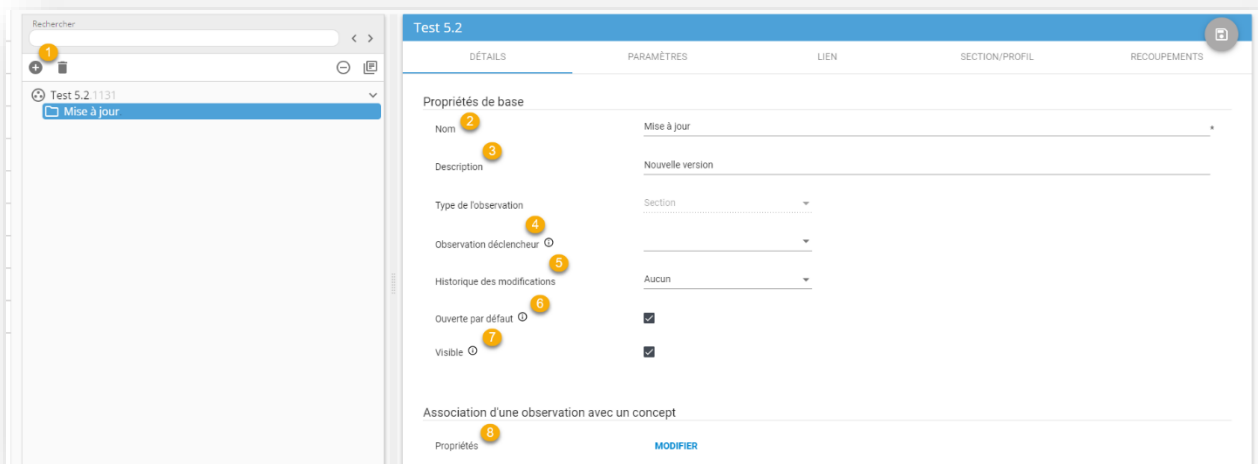 Rechercher
1
Test 5.2 1131
Mise à jour
Test 5.2
DÉTAILS PARAMÈTRES LIEN SECTION/PROFIL RECOUPEMENTS
Propriétés de base
Nom 2 Mise à jour *
Description 3 Nouvelle version
Type de l'observation Section
Observation déclencheur 4
Historique des modifications 5 Aucun
Ouverte par défaut 6
Visible 7
Association d'une observation avec un concept
Propriétés 8 MODIFIER